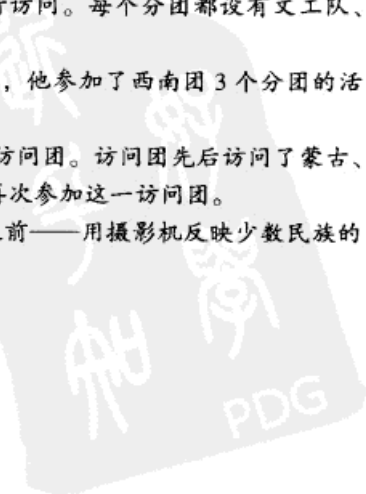 行访问。每个分团都设有文工队、
，他参加了西南团3个分团的活
访问团。访问团先后访问了蒙古、
再次参加这一访问团。
前——用摄影机反映少数民族的
PDG